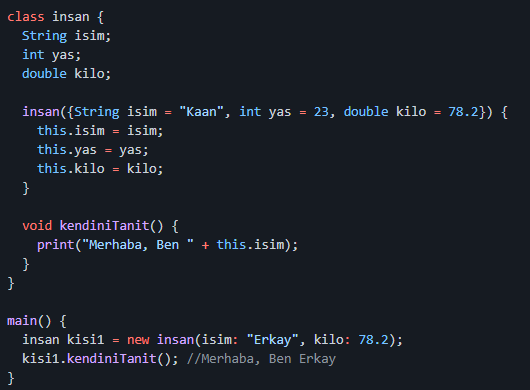 class insan {
  String isim;
  int yas;
  double kilo;

  insan({String isim = "Kaan", int yas = 23, double kilo = 78.2}) {
    this.isim = isim;
    this.yas = yas;
    this.kilo = kilo;
  }

  void kendiniTanit() {
    print("Merhaba, Ben " + this.isim);
  }
}

main() {
  insan kisi1 = new insan(isim: "Erkay", kilo: 78.2);
  kisi1.kendiniTanit(); //Merhaba, Ben Erkay
}